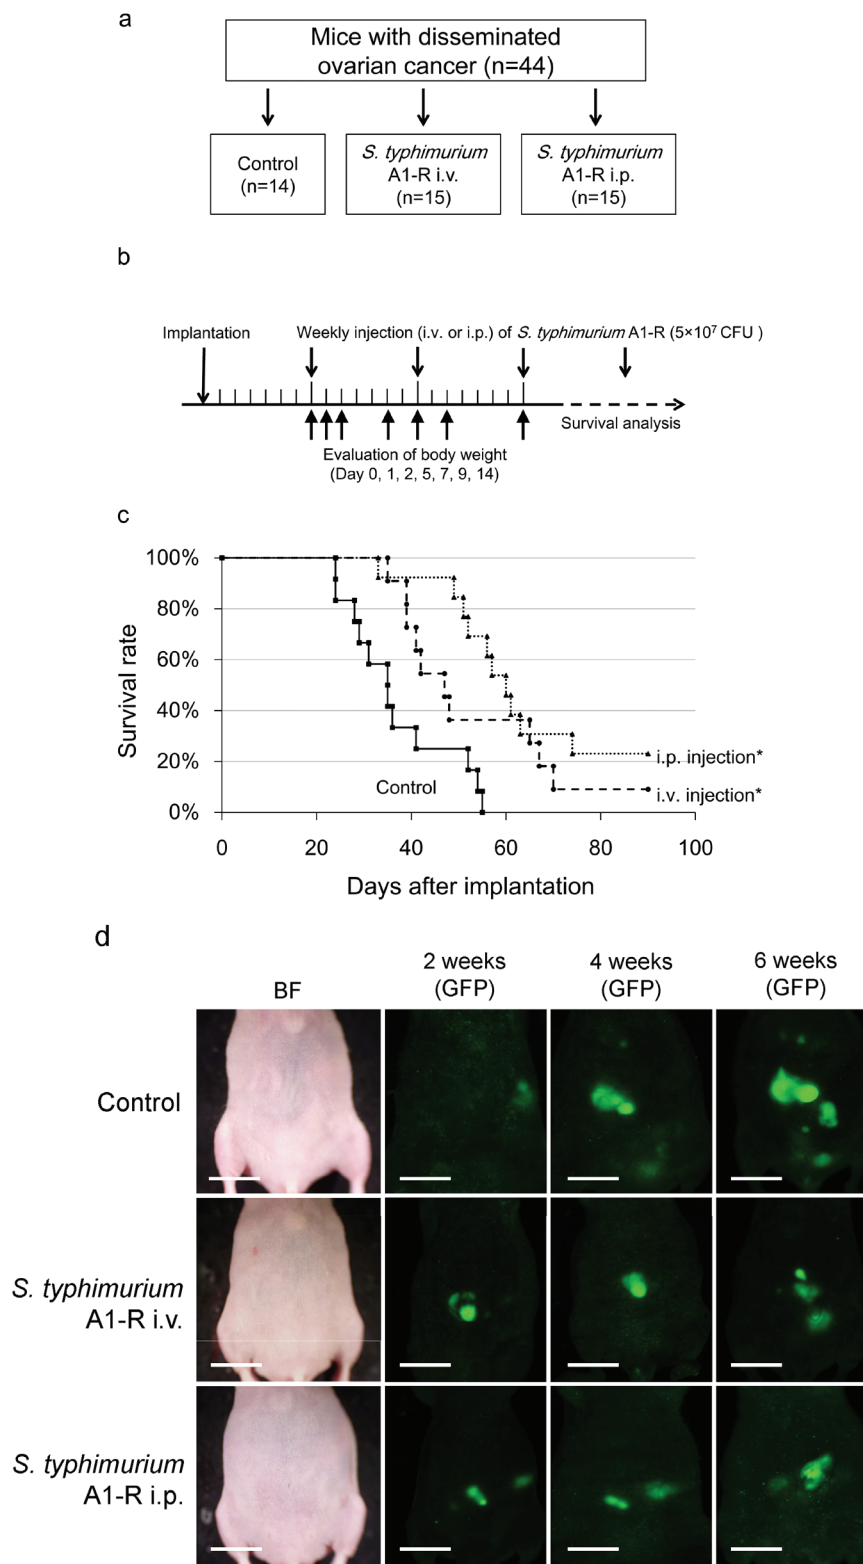 a
Mice with disseminated
ovarian cancer (n=44)
Control
(n=14)
S. typhimurium
A1-R i.v.
(n=15)
S. typhimurium
A1-R i.p.
(n=15)
b
Implantation
Weekly injection (i.v. or i.p.) of S. typhimurium A1-R (5×10⁷ CFU )
Survival analysis
Evaluation of body weight
(Day 0, 1, 2, 5, 7, 9, 14)
c
100%
80%
60%
40%
20%
0%
Survival rate
Control
i.p. injection*
i.v. injection*
0 20 40 60 80 100
Days after implantation
d
BF
2 weeks
(GFP)
4 weeks
(GFP)
6 weeks
(GFP)
Control
S. typhimurium
A1-R i.v.
S. typhimurium
A1-R i.p.